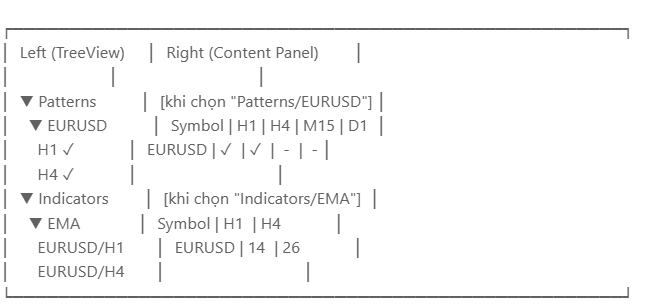 Left (TreeView) | Right (Content Panel) |
▼ Patterns | [khi chọn "Patterns/EURUSD"] |
▼ EURUSD | Symbol | H1 | H4 | M15 | D1 |
H1 ✓ | EURUSD | ✓ | ✓ | - | - |
H4 ✓ | |
▼ Indicators | [khi chọn "Indicators/EMA"] |
▼ EMA | Symbol | H1 | H4 |
EURUSD/H1 | EURUSD | 14 | 26 |
EURUSD/H4 | |